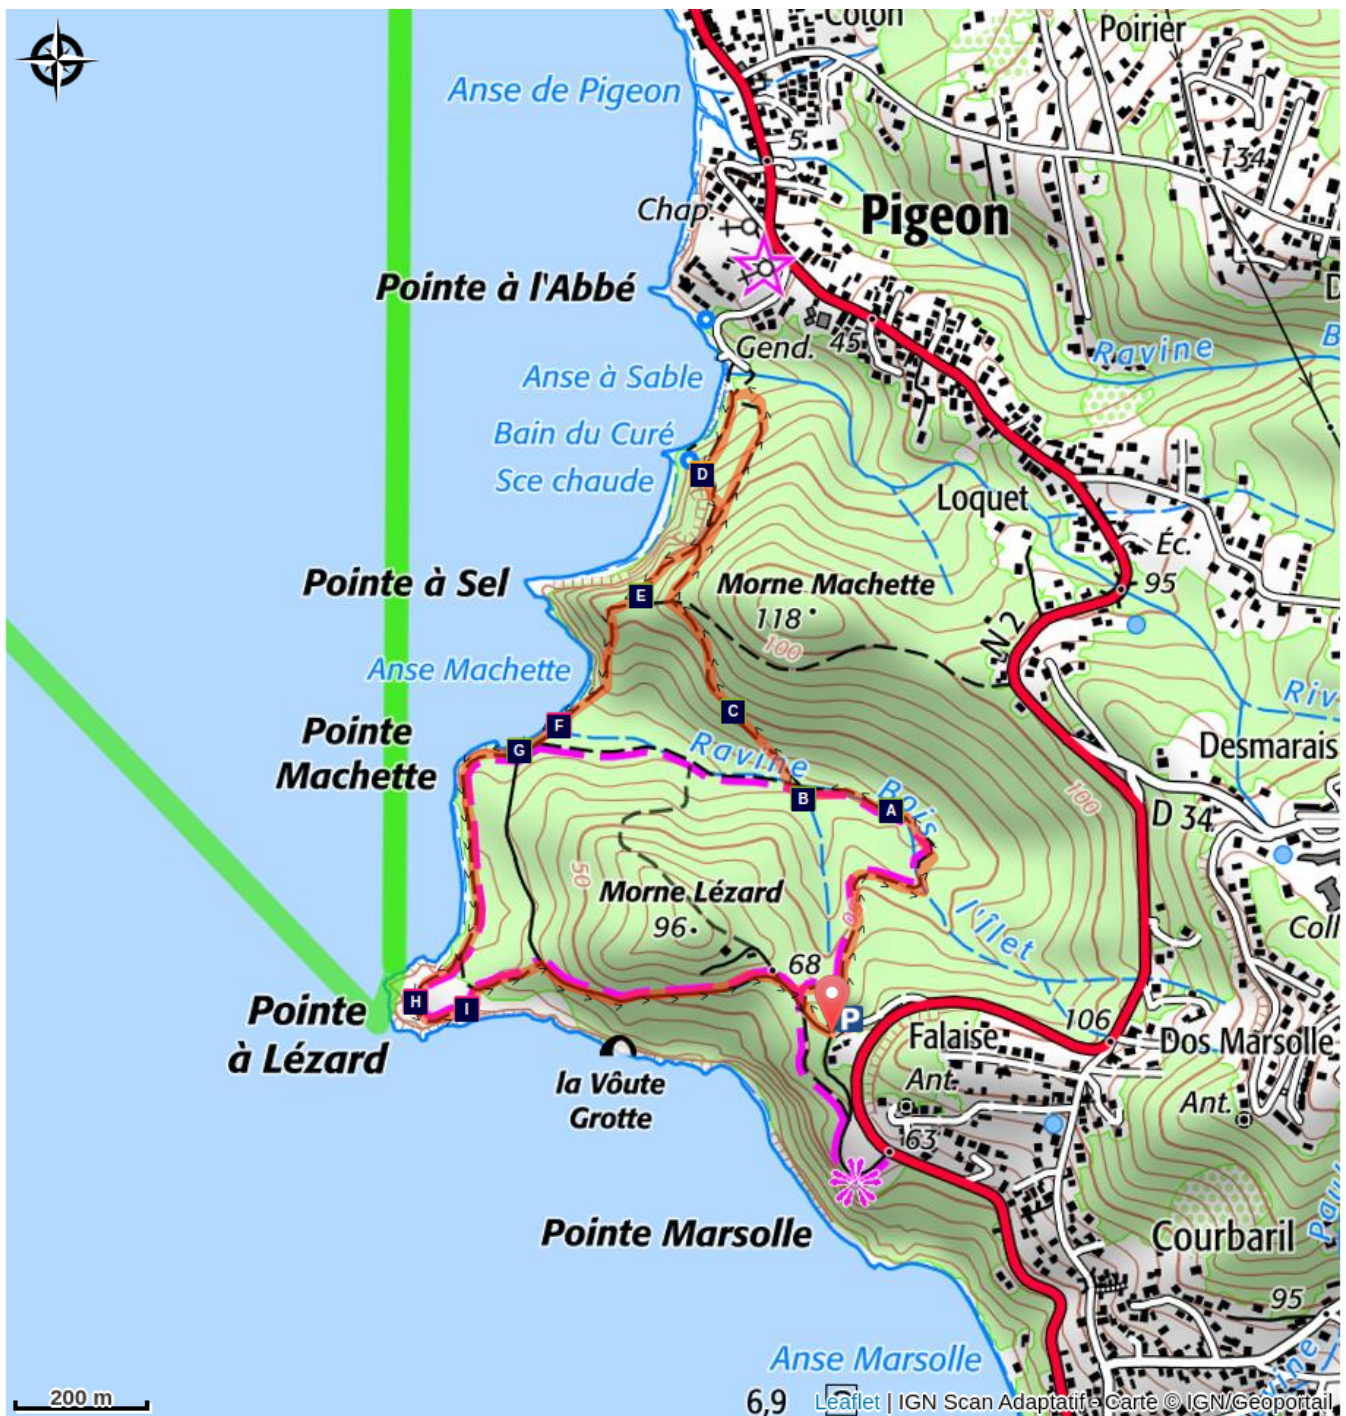 Coton
Poirier
Anse de Pigeon
5
134
Chap.
Pigeon
Pointe à l'Abbé
Gend.
45
Ravine
B
Anse à Sable
Bain du Curé
Sce chaude
D
Loquet
Éc.
Pointe à Sel
E
Morne Machette
118
95
100
N 2
Anse Machette
Riv
C
F
Pointe
Machette
G
Ravine
Desmarais
B
A
Bois
100
D 34
50
Morne Lézard
96
l'îlet
Coll
68
H
I
P
Pointe
à Lézard
Falaise
106
Dos Marsolle
la Vôute
Grotte
Ant.
Ant.
63
Pointe Marsolle
Courbaril
95
Anse Marsolle
200 m
6,9
Leaflet | IGN Scan Adaptatif - Carte © IGN/Geoportail